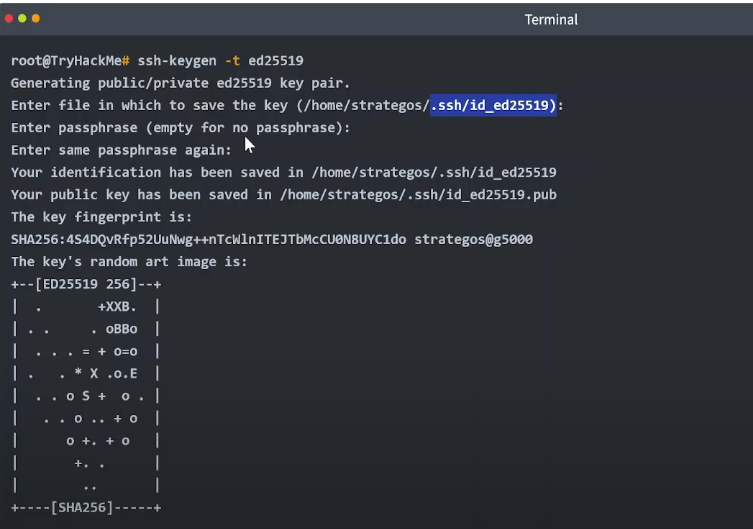 Terminal
root@TryHackMe# ssh-keygen -t ed25519
Generating public/private ed25519 key pair.
Enter file in which to save the key (/home/strategos/.ssh/id_ed25519):
Enter passphrase (empty for no passphrase):
Enter same passphrase again:
Your identification has been saved in /home/strategos/.ssh/id_ed25519
Your public key has been saved in /home/strategos/.ssh/id_ed25519.pub
The key fingerprint is:
SHA256:4S4DQvRfp52UuNwg++nTcWlnITEJTbMcCU0N8UYC1do strategos@g5000
The key's random art image is:
+--[ED25519 256]--+
|  .       +XXB.  |
| . .     . oBBo  |
|  . . . = + o=o  |
| .   . * X .o.E  |
|  . . o S +  o . |
|   . . o .. + o  |
|      o +. + o   |
|       +. .      |
|        ..       |
+----[SHA256]-----+